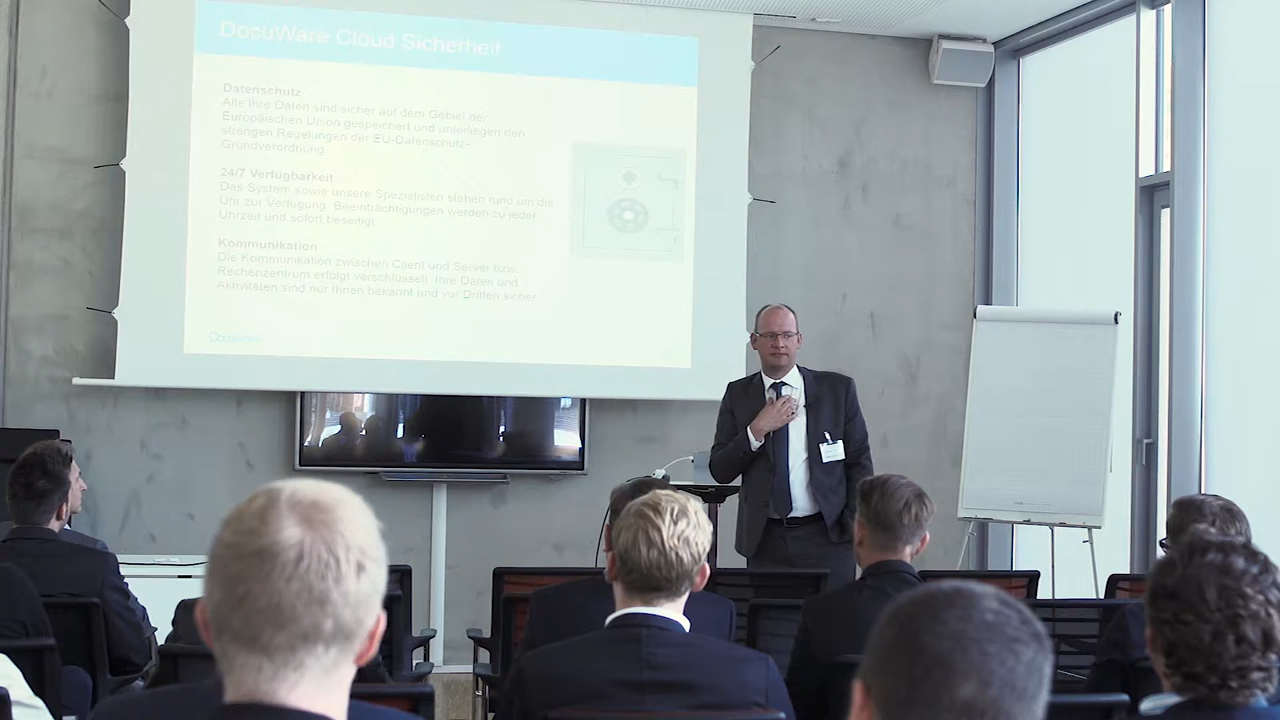 DocuWare Cloud Sicherheit
Datenschutz
Alle Ihre Daten sind sicher auf dem Gebiet der
Europäischen Union gespeichert und unterliegen den
strengen Regelungen der EU-Datenschutz-
Grundverordnung.
24/7 Verfügbarkeit
Das System sowie unsere Spezialisten stehen rund um die
Uhr zur Verfügung. Beeinträchtigungen werden zu jeder
Uhrzeit und sofort beseitigt.
Kommunikation
Die Kommunikation zwischen Client und Server bzw.
Rechenzentrum erfolgt verschlüsselt. Ihre Daten und
Aktivitäten sind nur Ihnen bekannt und vor Dritten sicher.
DocuWare